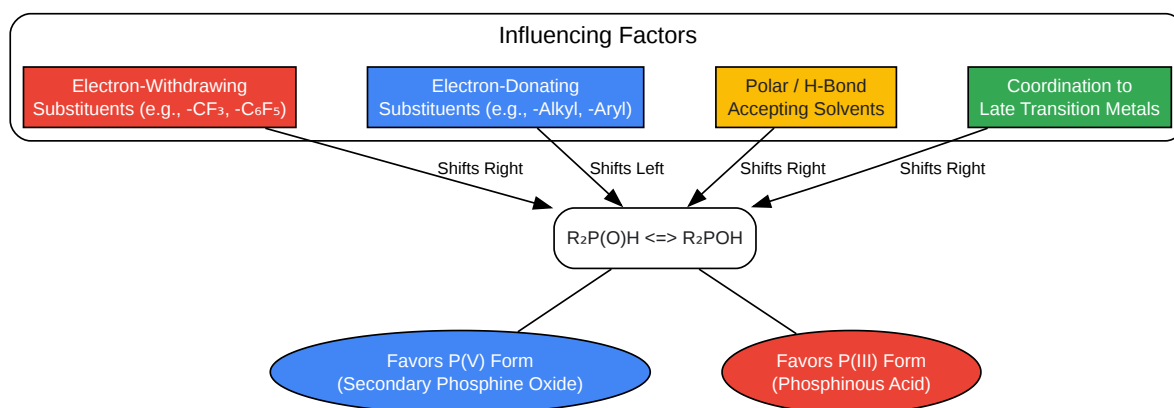 Influencing Factors
Electron-Withdrawing
Substituents (e.g., -CF₃, -C₆F₅)
Electron-Donating
Substituents (e.g., -Alkyl, -Aryl)
Polar / H-Bond
Accepting Solvents
Coordination to
Late Transition Metals
Shifts Right
Shifts Left
Shifts Right
Shifts Right
R₂P(O)H <=> R₂POH
Favors P(V) Form
(Secondary Phosphine Oxide)
Favors P(III) Form
(Phosphinous Acid)